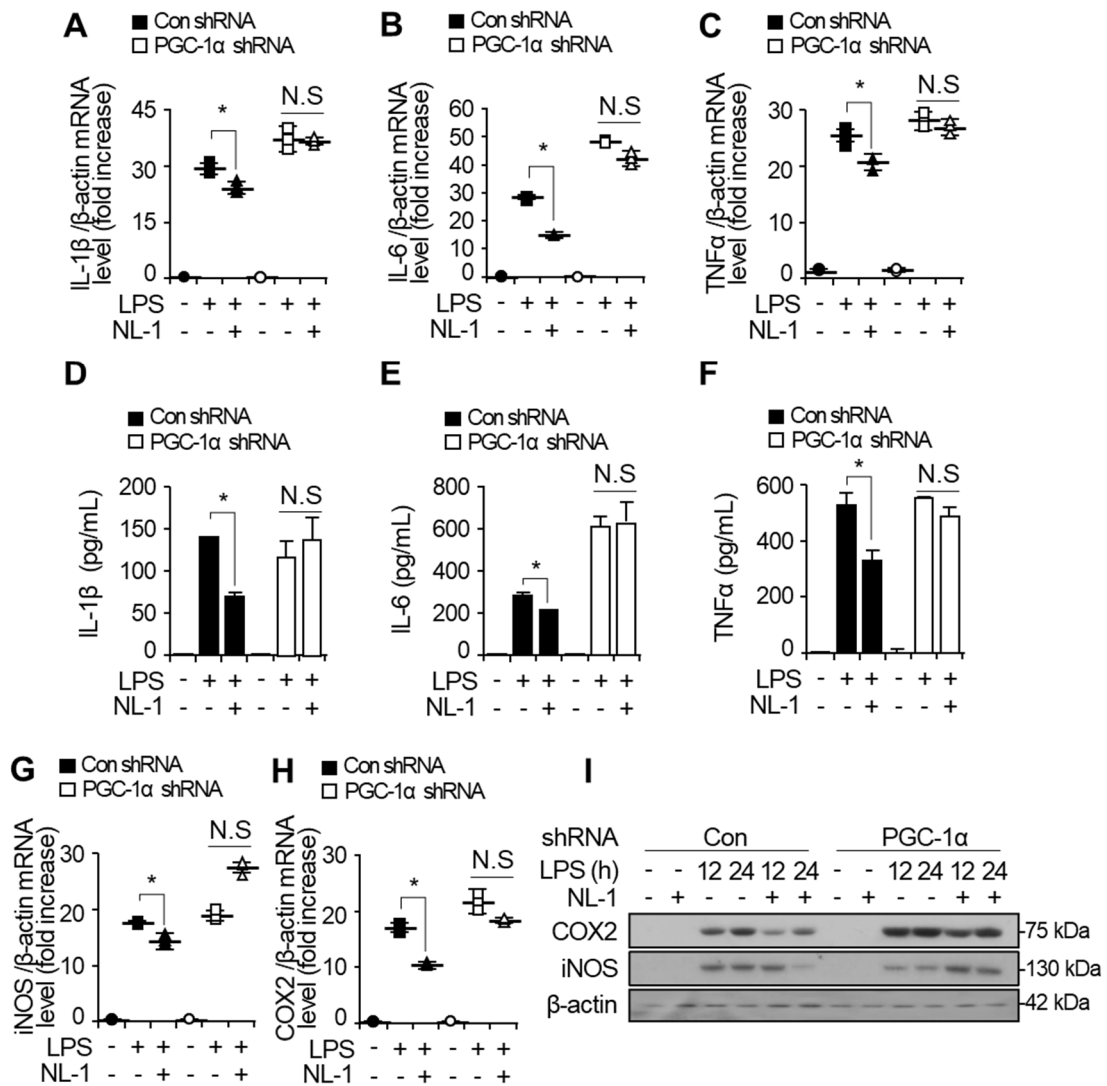 A
■ Con shRNA
□ PGC-1α shRNA
IL-1β /β-actin mRNA
level (fold increase)
*
N.S
45
30
15
0
LPS - + + - + +
NL-1 - - + - - +
B
■ Con shRNA
□ PGC-1α shRNA
IL-6 /β-actin mRNA
level (fold increase)
*
N.S
60
50
40
30
20
10
0
LPS - + + - + +
NL-1 - - + - - +
C
■ Con shRNA
□ PGC-1α shRNA
TNFα /β-actin mRNA
level (fold increase)
*
N.S
30
20
10
0
LPS - + + - + +
NL-1 - - + - - +
D
■ Con shRNA
□ PGC-1α shRNA
IL-1β (pg/mL)
*
N.S
200
150
100
50
0
LPS - + + - + +
NL-1 - - + - - +
E
■ Con shRNA
□ PGC-1α shRNA
IL-6 (pg/mL)
*
N.S
800
600
400
200
0
LPS - + + - + +
NL-1 - - + - - +
F
■ Con shRNA
□ PGC-1α shRNA
TNFα (pg/mL)
*
N.S
600
400
200
0
LPS - + + - + +
NL-1 - - + - - +
G
■ Con shRNA
□ PGC-1α shRNA
iNOS /β-actin mRNA
level (fold increase)
*
N.S
30
20
10
0
LPS - + + - + +
NL-1 - - + - - +
H
■ Con shRNA
□ PGC-1α shRNA
COX2 /β-actin mRNA
level (fold increase)
*
N.S
30
20
10
0
LPS - + + - + +
NL-1 - - + - - +
I
shRNA Con PGC-1α
LPS (h) - - 12 24 12 24 - - 12 24 12 24
NL-1 - + - - + + - + - - + +
COX2 -75 kDa
iNOS -130 kDa
β-actin -42 kDa